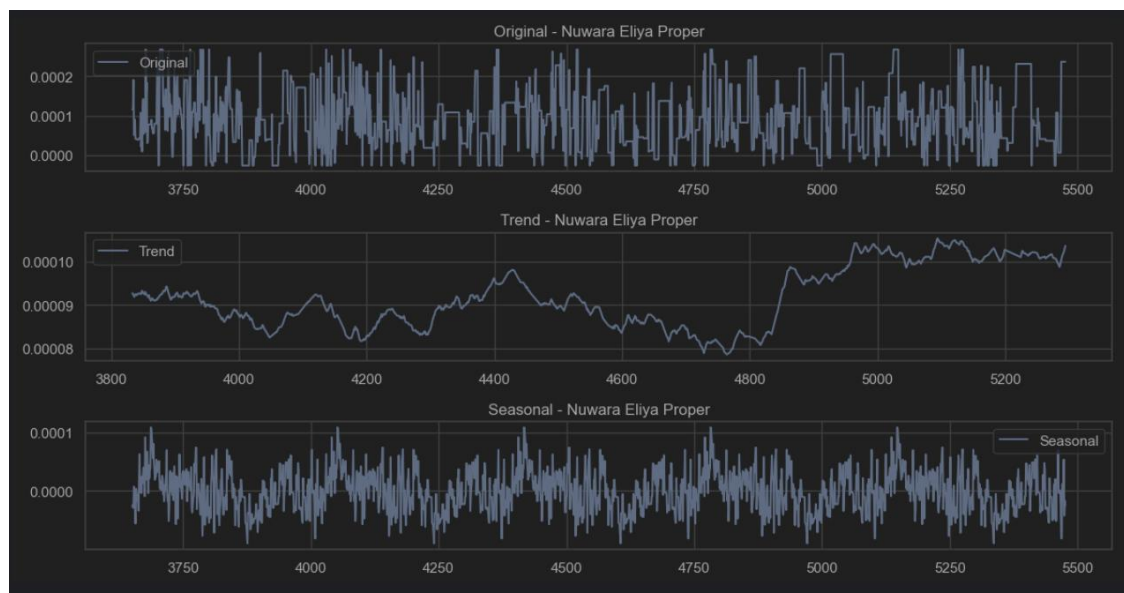 Original - Nuwara Eliya Proper
Original
0.0002
0.0001
0.0000
3750 4000 4250 4500 4750 5000 5250 5500
Trend - Nuwara Eliya Proper
Trend
0.00010
0.00009
0.00008
3800 4000 4200 4400 4600 4800 5000 5200
Seasonal - Nuwara Eliya Proper
0.0001
Seasonal
0.0000
3750 4000 4250 4500 4750 5000 5250 5500